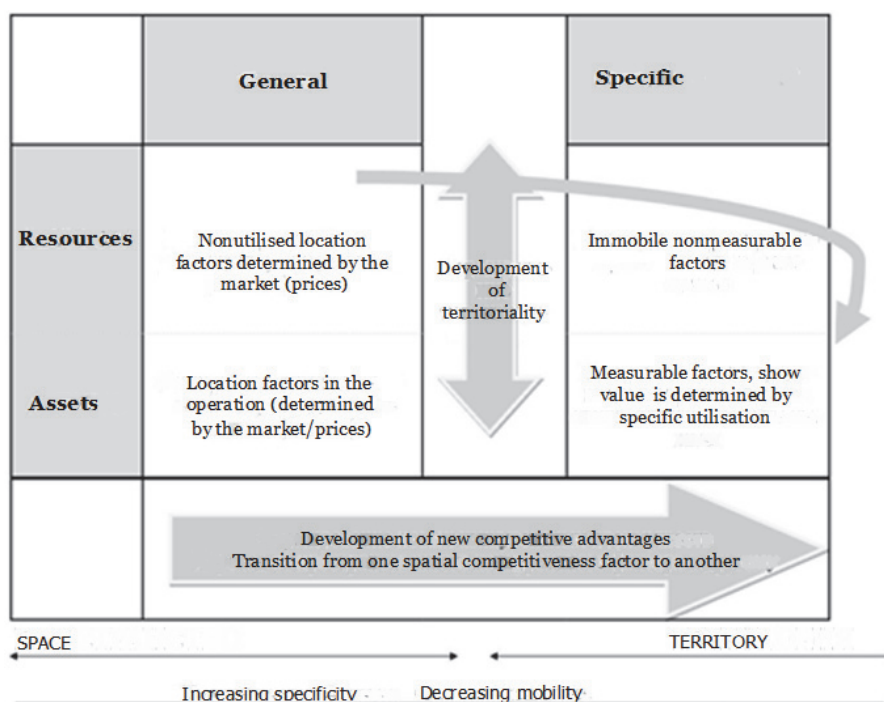 General
Specific
Resources
Nonutilised location
factors determined by the
market (prices)
Development
of
territoriality
Immobile nonmeasurable
factors
Assets
Location factors in the
operation (determined
by the market/prices)
Measurable factors, show
value is determined by
specific utilisation
Development of new competitive advantages
Transition from one spatial competitiveness factor to another
SPACE
TERRITORY
Increasing specificity
Decreasing mobility